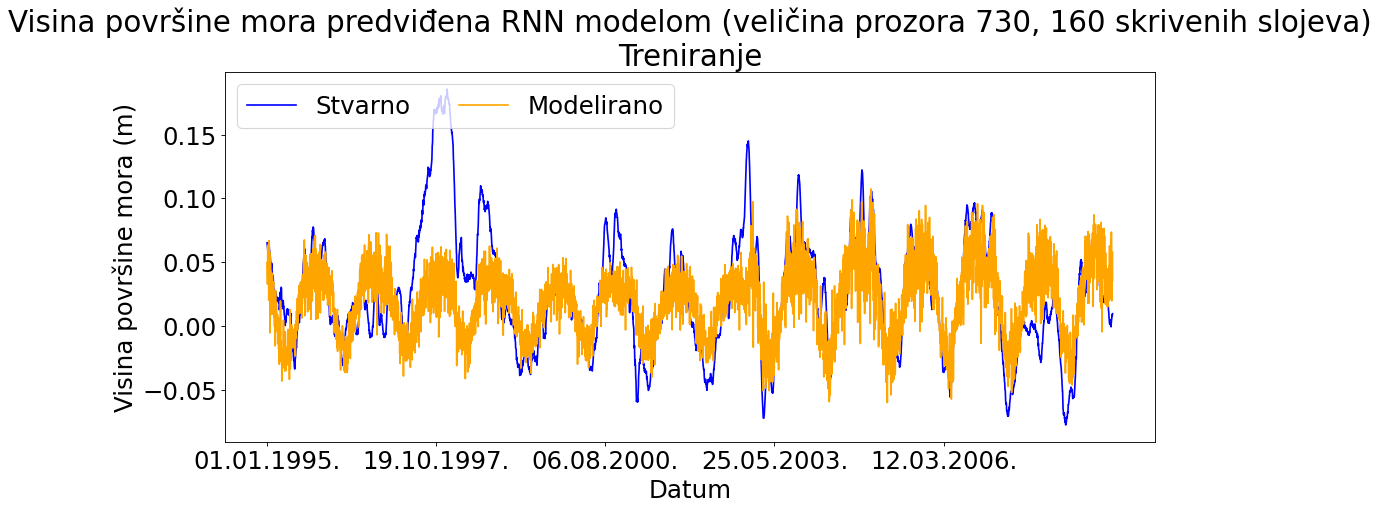 Visina površine mora predviđena RNN modelom (veličina prozora 730, 160 skrivenih slojeva)
Treniranje
Stvarno
Modelirano
Visina površine mora (m)
0.15
0.10
0.05
0.00
−0.05
01.01.1995.
19.10.1997.
06.08.2000.
25.05.2003.
12.03.2006.
Datum